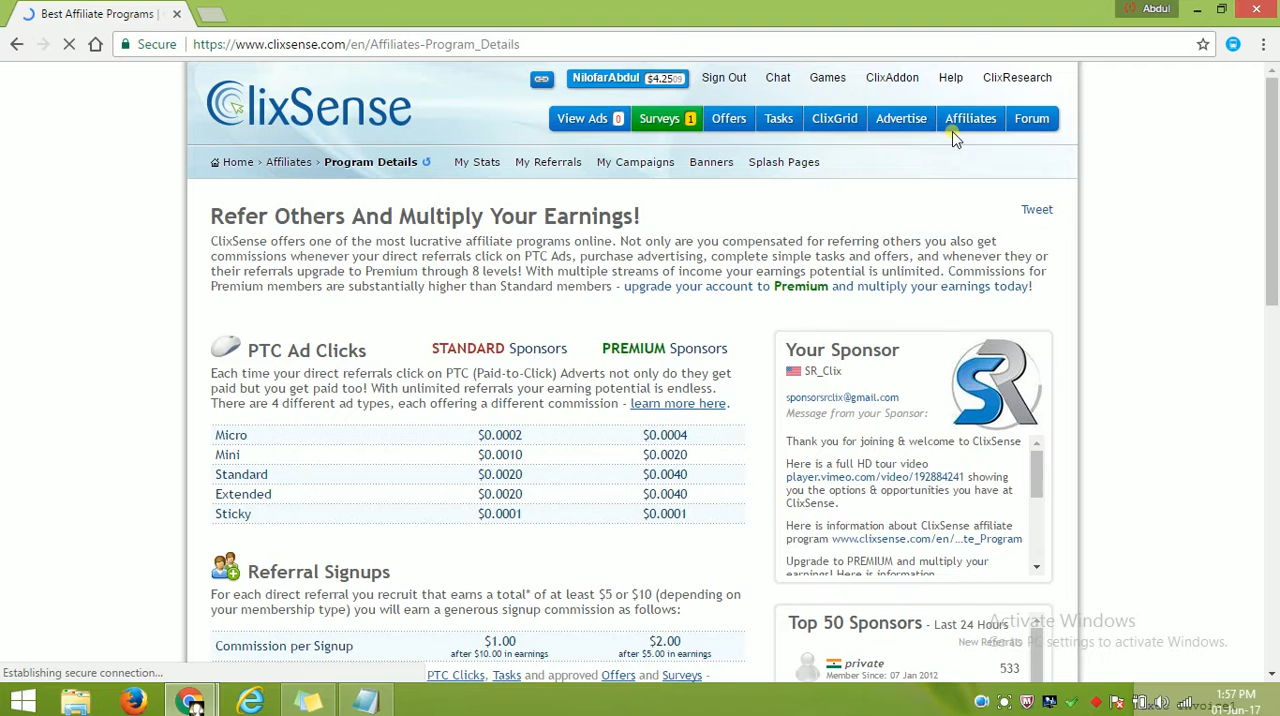 Best Affiliate Programs |
Abdul
Secure https://www.clixsense.com/en/Affiliates-Program_Details
ClixSense
NilofarAbdul $4.2509 Sign Out Chat Games ClixAddon Help ClixResearch
View Ads 0 Surveys 1 Offers Tasks ClixGrid Advertise Affiliates Forum
Home > Affiliates > Program Details My Stats My Referrals My Campaigns Banners Splash Pages
Refer Others And Multiply Your Earnings!
Tweet
ClixSense offers one of the most lucrative affiliate programs online. Not only are you compensated for referring others you also get
commissions whenever your direct referrals click on PTC Ads, purchase advertising, complete simple tasks and offers, and whenever they or
their referrals upgrade to Premium through 8 levels! With multiple streams of income your earnings potential is unlimited. Commissions for
Premium members are substantially higher than Standard members - upgrade your account to Premium and multiply your earnings today!
PTC Ad Clicks STANDARD Sponsors PREMIUM Sponsors
Each time your direct referrals click on PTC (Paid-to-Click) Adverts not only do they get
paid but you get paid too! With unlimited referrals your earning potential is endless.
There are 4 different ad types, each offering a different commission - learn more here.
Micro $0.0002 $0.0004
Mini $0.0010 $0.0020
Standard $0.0020 $0.0040
Extended $0.0020 $0.0040
Sticky $0.0001 $0.0001
Referral Signups
For each direct referral you recruit that earns a total* of at least $5 or $10 (depending on
your membership type) you will earn a generous signup commission as follows:
Commission per Signup $1.00 $2.00
after $10.00 in earnings after $5.00 in earnings
PTC Clicks, Tasks and approved Offers and Surveys -
Your Sponsor
SR_Clix
SR
sponsorsrclix@gmail.com
Message from your Sponsor:
Thank you for joining & welcome to ClixSense
Here is a full HD tour video
player.vimeo.com/video/192884241 showing
you the options & opportunities you have at
ClixSense.
Here is information about ClixSense affiliate
program www.clixsense.com/en/...te_Program
Upgrade to PREMIUM and multiply your
earnings! Here is information
Top 50 Sponsors - Last 24 Hours
New Referrals
private 533
Member Since: 07 Jan 2012
Activate Windows
Go to PC settings to activate Windows.
Establishing secure connection...
1:57 PM
01-Jun-17